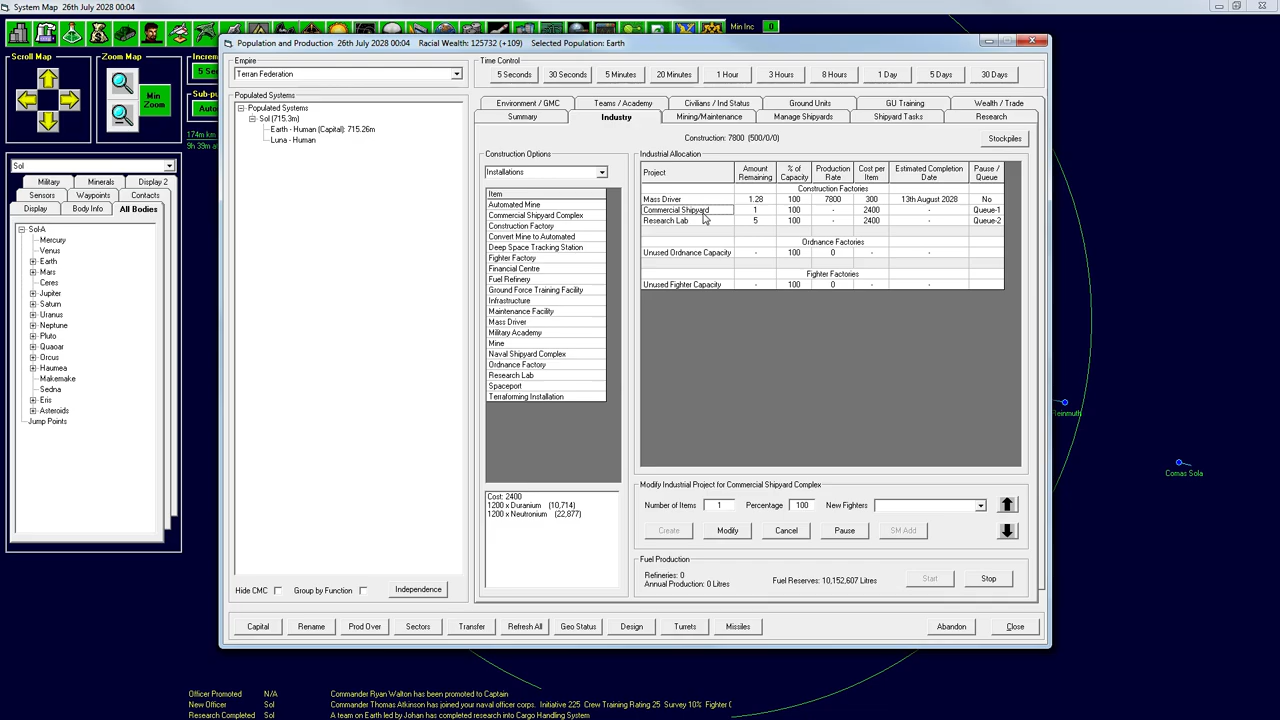 System Map  26th July 2028 00:04
Min Inc 0
Scroll Map
Zoom Map
Min
Zoom
174m km
Sol
Military Minerals Display 2
Sensors Waypoints Contacts
Display Body Info All Bodies
Sol-A
Mercury
Venus
Earth
Mars
Ceres
Jupiter
Saturn
Uranus
Neptune
Pluto
Quaoar
Orcus
Haumea
Makemake
Sedna
Eris
Asteroids
Jump Points
Population and Production  26th July 2028 00:04  Racial Wealth: 125732 (+109)  Selected Population: Earth
Empire
Terran Federation
Populated Systems
Populated Systems
Sol (715.3m)
Earth - Human (Capital): 715.26m
Luna - Human
Hide CMC
Group by Function
Independence
Time Control
5 Seconds 30 Seconds 5 Minutes 20 Minutes 1 Hour 3 Hours 8 Hours 1 Day 5 Days 30 Days
Environment / GMC Teams / Academy Civilians / Ind Status Ground Units GU Training Wealth / Trade
Summary Industry Mining/Maintenance Manage Shipyards Shipyard Tasks Research
Construction: 7800  (500/0/0)
Stockpiles
Construction Options
Installations
Item
Automated Mine
Commercial Shipyard Complex
Construction Factory
Convert Mine to Automated
Deep Space Tracking Station
Fighter Factory
Financial Centre
Fuel Refinery
Ground Force Training Facility
Infrastructure
Maintenance Facility
Mass Driver
Military Academy
Mine
Naval Shipyard Complex
Ordnance Factory
Research Lab
Spaceport
Terraforming Installation
Cost: 2400
1200 x Duranium (10,714)
1200 x Neutronium (22,877)
Industrial Allocation
Project Amount Remaining % of Capacity Production Rate Cost per Item Estimated Completion Date Pause / Queue
Construction Factories
Mass Driver 1.28 100 7800 300 13th August 2028 No
Commercial Shipyard 1 100 - 2400 - Queue-1
Research Lab 5 100 - 2400 - Queue-2
Ordnance Factories
Unused Ordnance Capacity - 100 0 - -
Fighter Factories
Unused Fighter Capacity - 100 0 - -
Modify Industrial Project for Commercial Shipyard Complex
Number of Items 1 Percentage 100 New Fighters
Create Modify Cancel Pause SM Add
Fuel Production
Refineries: 0
Annual Production: 0 Litres
Fuel Reserves: 10,152,607 Litres
Start Stop
Capital Rename Prod Over Sectors Transfer Refresh All Geo Status Design Turrets Missiles Abandon Close
Reinmuth
Comas Sola
Officer Promoted N/A Commander Ryan Walton has been promoted to Captain
New Officer Sol Commander Thomas Atkinson has joined your naval officer corps. Initiative 225 Crew Training Rating 25 Survey 10% Fighter
Research Completed Sol A team on Earth led by Johan has completed research into Cargo Handling System